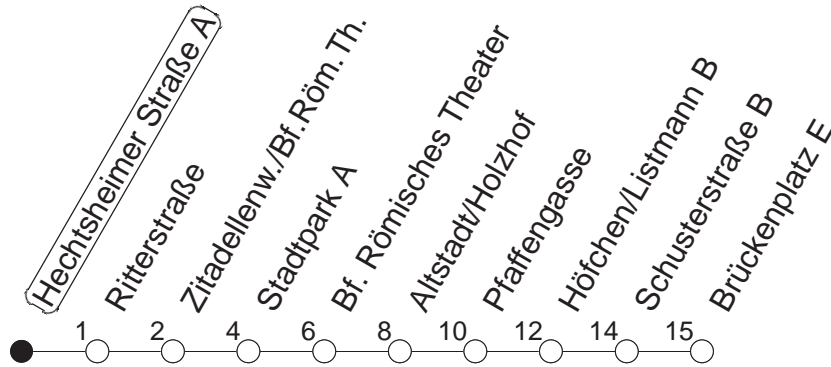 Hechtsheimer Straße A
Ritterstraße
Zitadellenw./Bf.Röm. Th.
Stadtpark A
Bf. Römisches Theater
Altstadt/Holzhof
Pfaffengasse
Höfchen/Listmann B
Schusterstraße B
Brückenplatz E
1 2 4 6 8 10 12 14 15